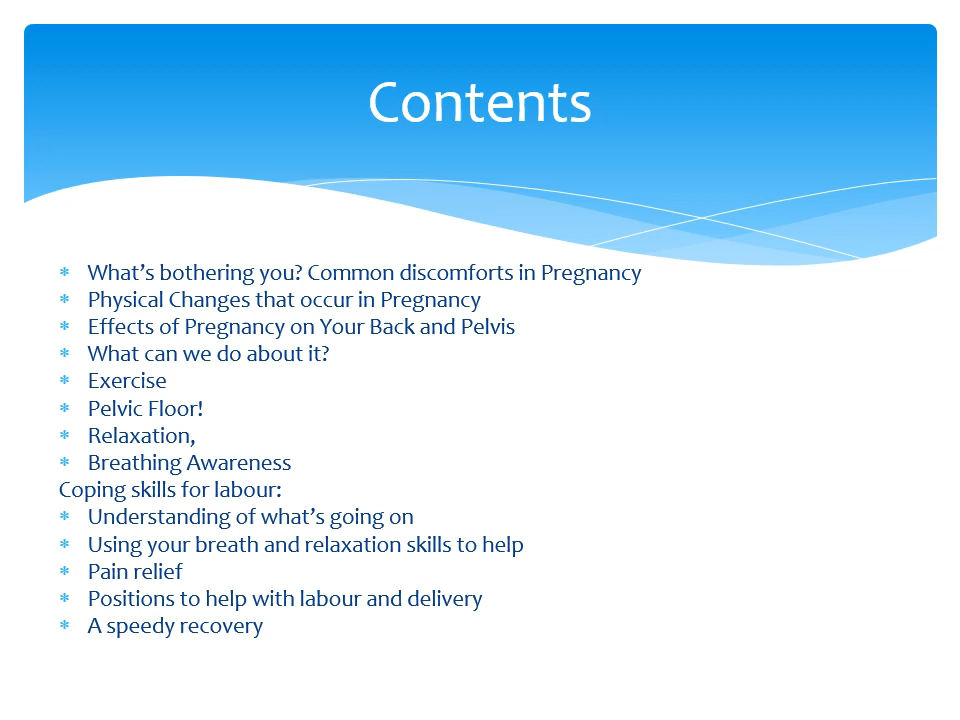 Contents
* What’s bothering you? Common discomforts in Pregnancy
* Physical Changes that occur in Pregnancy
* Effects of Pregnancy on Your Back and Pelvis
* What can we do about it?
* Exercise
* Pelvic Floor!
* Relaxation,
* Breathing Awareness
Coping skills for labour:
* Understanding of what’s going on
* Using your breath and relaxation skills to help
* Pain relief
* Positions to help with labour and delivery
* A speedy recovery